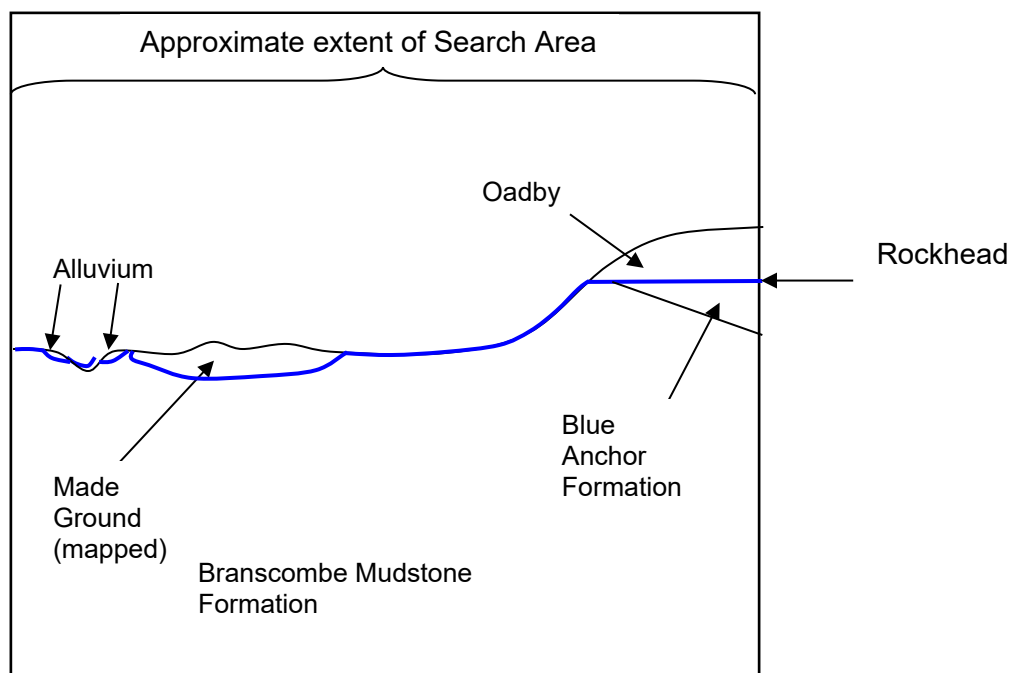 Approximate extent of Search Area
Oadby
Rockhead
Alluvium
Blue
Anchor
Formation
Made
Ground
(mapped)
Branscombe Mudstone
Formation